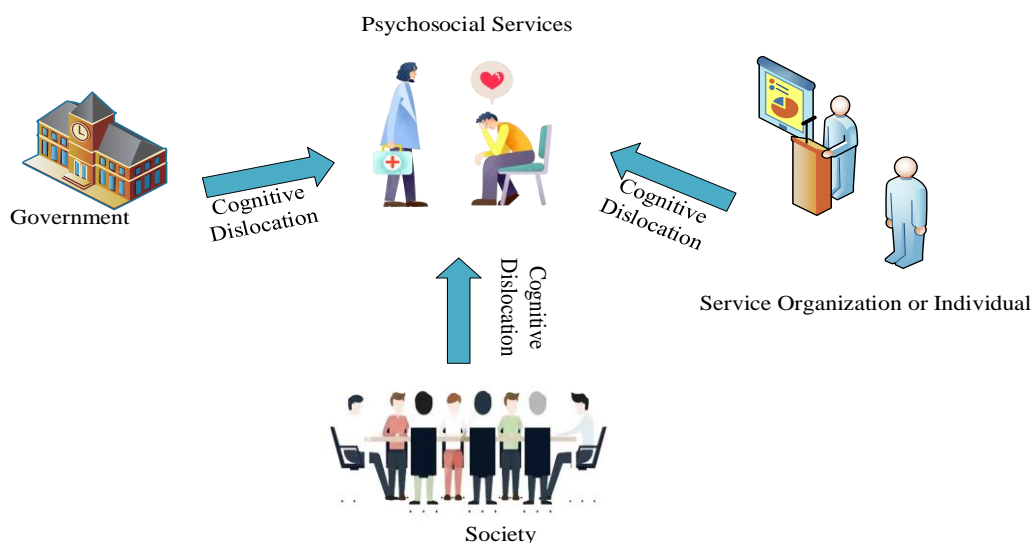 Psychosocial Services
Government
Cognitive
Dislocation
Cognitive
Dislocation
Cognitive
Dislocation
Service Organization or Individual
Society